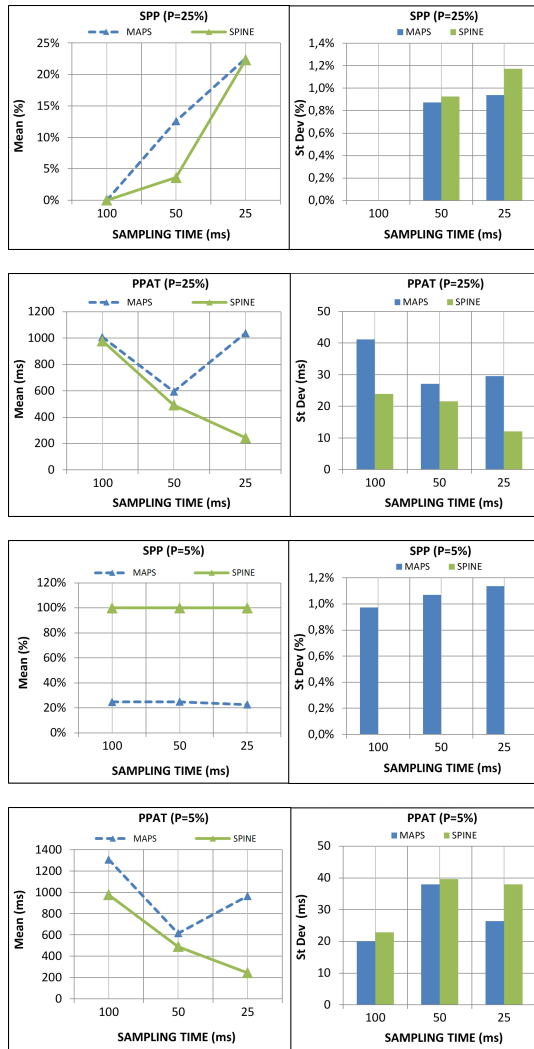 SPP (P=25%)
MAPS SPINE
Mean (%)
25%
20%
15%
10%
5%
0%
100 50 25
SAMPLING TIME (ms)
SPP (P=25%)
MAPS SPINE
St Dev (%)
1,4%
1,2%
1,0%
0,8%
0,6%
0,4%
0,2%
0,0%
100 50 25
SAMPLING TIME (ms)
PPAT (P=25%)
MAPS SPINE
Mean (ms)
1200
1000
800
600
400
200
0
100 50 25
SAMPLING TIME (ms)
PPAT (P=25%)
MAPS SPINE
St Dev (ms)
50
40
30
20
10
0
100 50 25
SAMPLING TIME (ms)
SPP (P=5%)
MAPS SPINE
Mean (%)
120%
100%
80%
60%
40%
20%
0%
100 50 25
SAMPLING TIME (ms)
SPP (P=5%)
MAPS SPINE
St Dev (%)
1,2%
1,0%
0,8%
0,6%
0,4%
0,2%
0,0%
100 50 25
SAMPLING TIME (ms)
PPAT (P=5%)
MAPS SPINE
Mean (ms)
1400
1200
1000
800
600
400
200
0
100 50 25
SAMPLING TIME (ms)
PPAT (P=5%)
MAPS SPINE
St Dev (ms)
50
40
30
20
10
0
100 50 25
SAMPLING TIME (ms)